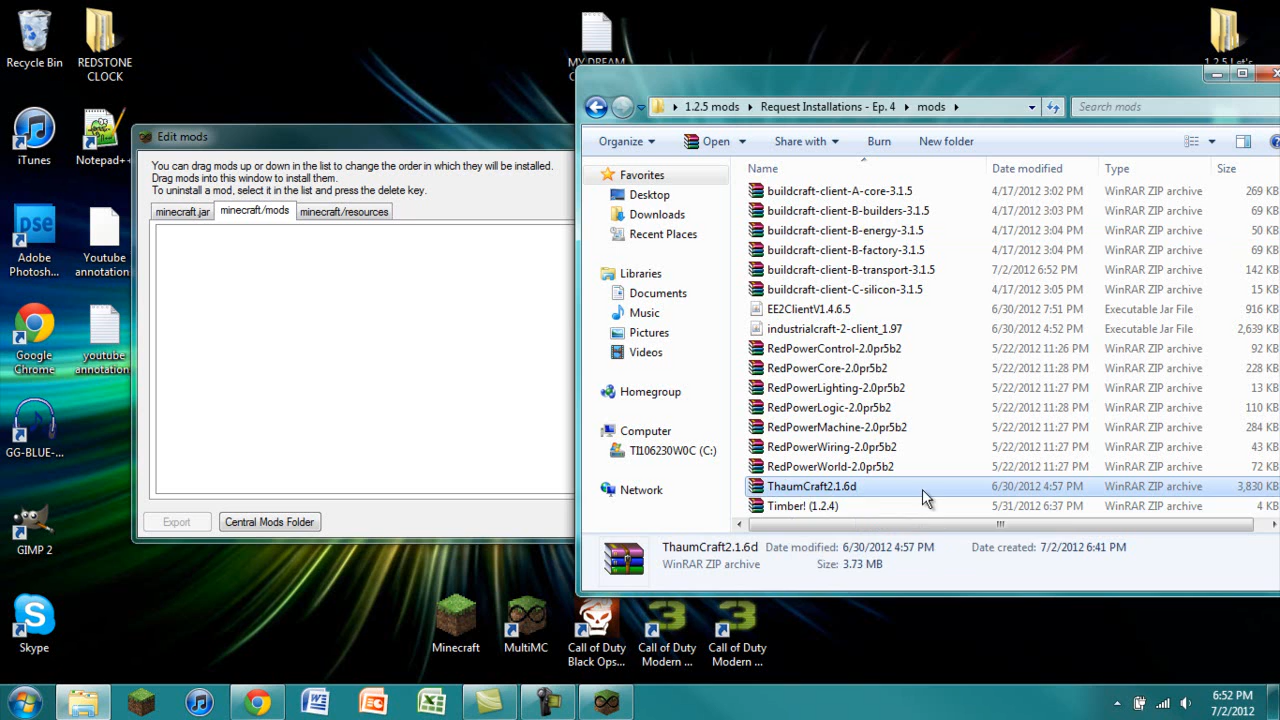 Recycle Bin
REDSTONE CLOCK
iTunes
Notepad++
Adobe Photosh...
Youtube annotation
Google Chrome
youtube annotation
GG-BLUE-...
GIMP 2
Skype
MY DREAM
1.2.5 Let's
Edit mods
You can drag mods up or down in the list to change the order in which they will be installed.
Drag mods into this window to install them.
To uninstall a mod, select it in the list and press the delete key.
minecraft.jar minecraft/mods minecraft/resources
Export Central Mods Folder
1.2.5 mods Request Installations - Ep. 4 mods Search mods
Organize Open Share with Burn New folder
Favorites
Desktop
Downloads
Recent Places
Libraries
Documents
Music
Pictures
Videos
Homegroup
Computer
TI106230W0C (C:)
Network
Name Date modified Type Size
buildcraft-client-A-core-3.1.5 4/17/2012 3:02 PM WinRAR ZIP archive 269 KB
buildcraft-client-B-builders-3.1.5 4/17/2012 3:03 PM WinRAR ZIP archive 69 KB
buildcraft-client-B-energy-3.1.5 4/17/2012 3:04 PM WinRAR ZIP archive 50 KB
buildcraft-client-B-factory-3.1.5 4/17/2012 3:04 PM WinRAR ZIP archive 69 KB
buildcraft-client-B-transport-3.1.5 7/2/2012 6:52 PM WinRAR ZIP archive 142 KB
buildcraft-client-C-silicon-3.1.5 4/17/2012 3:05 PM WinRAR ZIP archive 15 KB
EE2ClientV1.4.6.5 6/30/2012 7:51 PM Executable Jar File 916 KB
industrialcraft-2-client_1.97 6/30/2012 5:02 PM Executable Jar File 2,639 KB
RedPowerControl-2.0pr5b2 5/22/2012 11:26 PM WinRAR ZIP archive 92 KB
RedPowerCore-2.0pr5b2 5/22/2012 11:28 PM WinRAR ZIP archive 228 KB
RedPowerLighting-2.0pr5b2 5/22/2012 11:27 PM WinRAR ZIP archive 13 KB
RedPowerLogic-2.0pr5b2 5/22/2012 11:28 PM WinRAR ZIP archive 110 KB
RedPowerMachine-2.0pr5b2 5/22/2012 11:27 PM WinRAR ZIP archive 284 KB
RedPowerWiring-2.0pr5b2 5/22/2012 11:27 PM WinRAR ZIP archive 43 KB
RedPowerWorld-2.0pr5b2 5/22/2012 11:27 PM WinRAR ZIP archive 72 KB
ThaumCraft2.1.6d 6/30/2012 4:57 PM WinRAR ZIP archive 3,830 KB
Timber! (1.2.4) 5/31/2012 6:37 PM WinRAR ZIP archive 4 KB
ThaumCraft2.1.6d Date modified: 6/30/2012 4:57 PM Date created: 7/2/2012 6:41 PM
WinRAR ZIP archive Size: 3.73 MB
Minecraft
MultiMC
Call of Duty Black Ops...
Call of Duty Modern ...
Call of Duty Modern ...
6:52 PM
7/2/2012